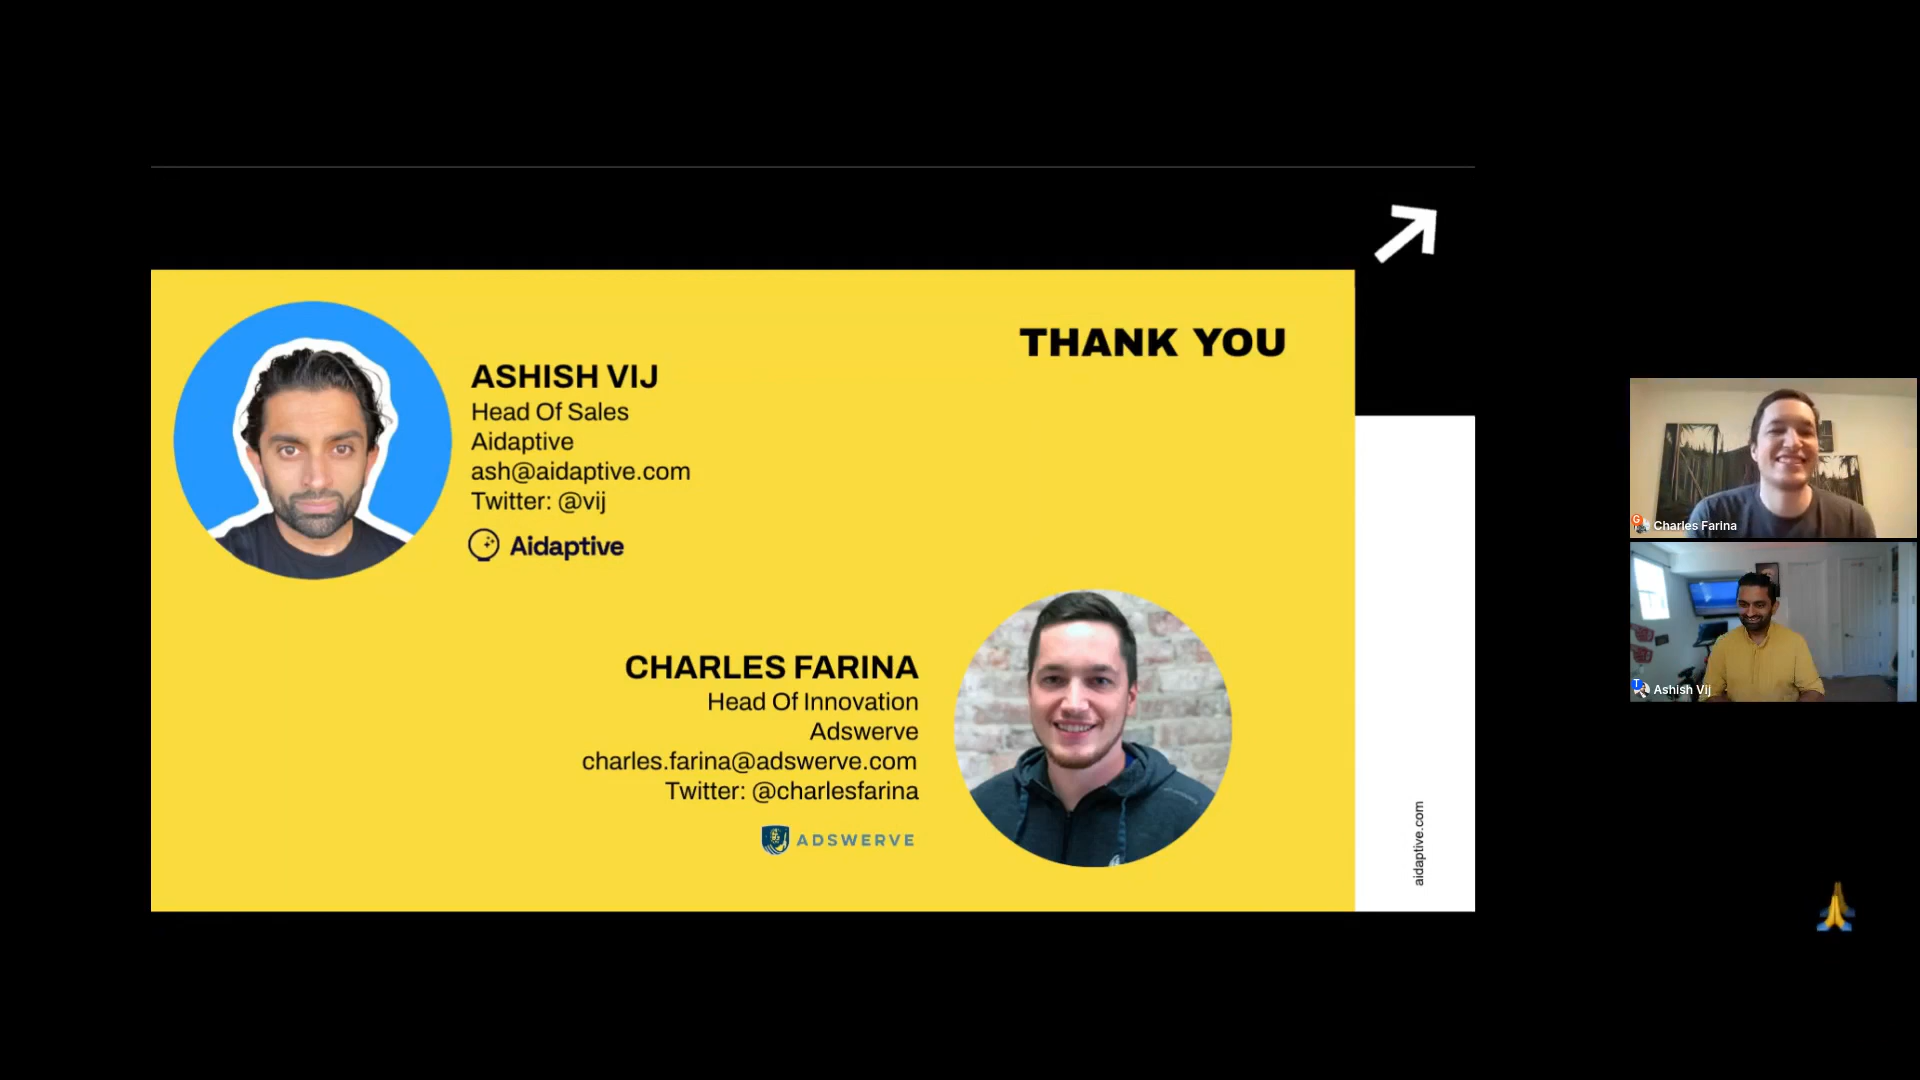 THANK YOU
ASHISH VIJ
Head Of Sales
Aidaptive
ash@aidaptive.com
Twitter: @vij
Aidaptive
CHARLES FARINA
Head Of Innovation
Adswerve
charles.farina@adswerve.com
Twitter: @charlesfarina
ADSWERVE
aidaptive.com
G
Charles Farina
T
Ashish Vij